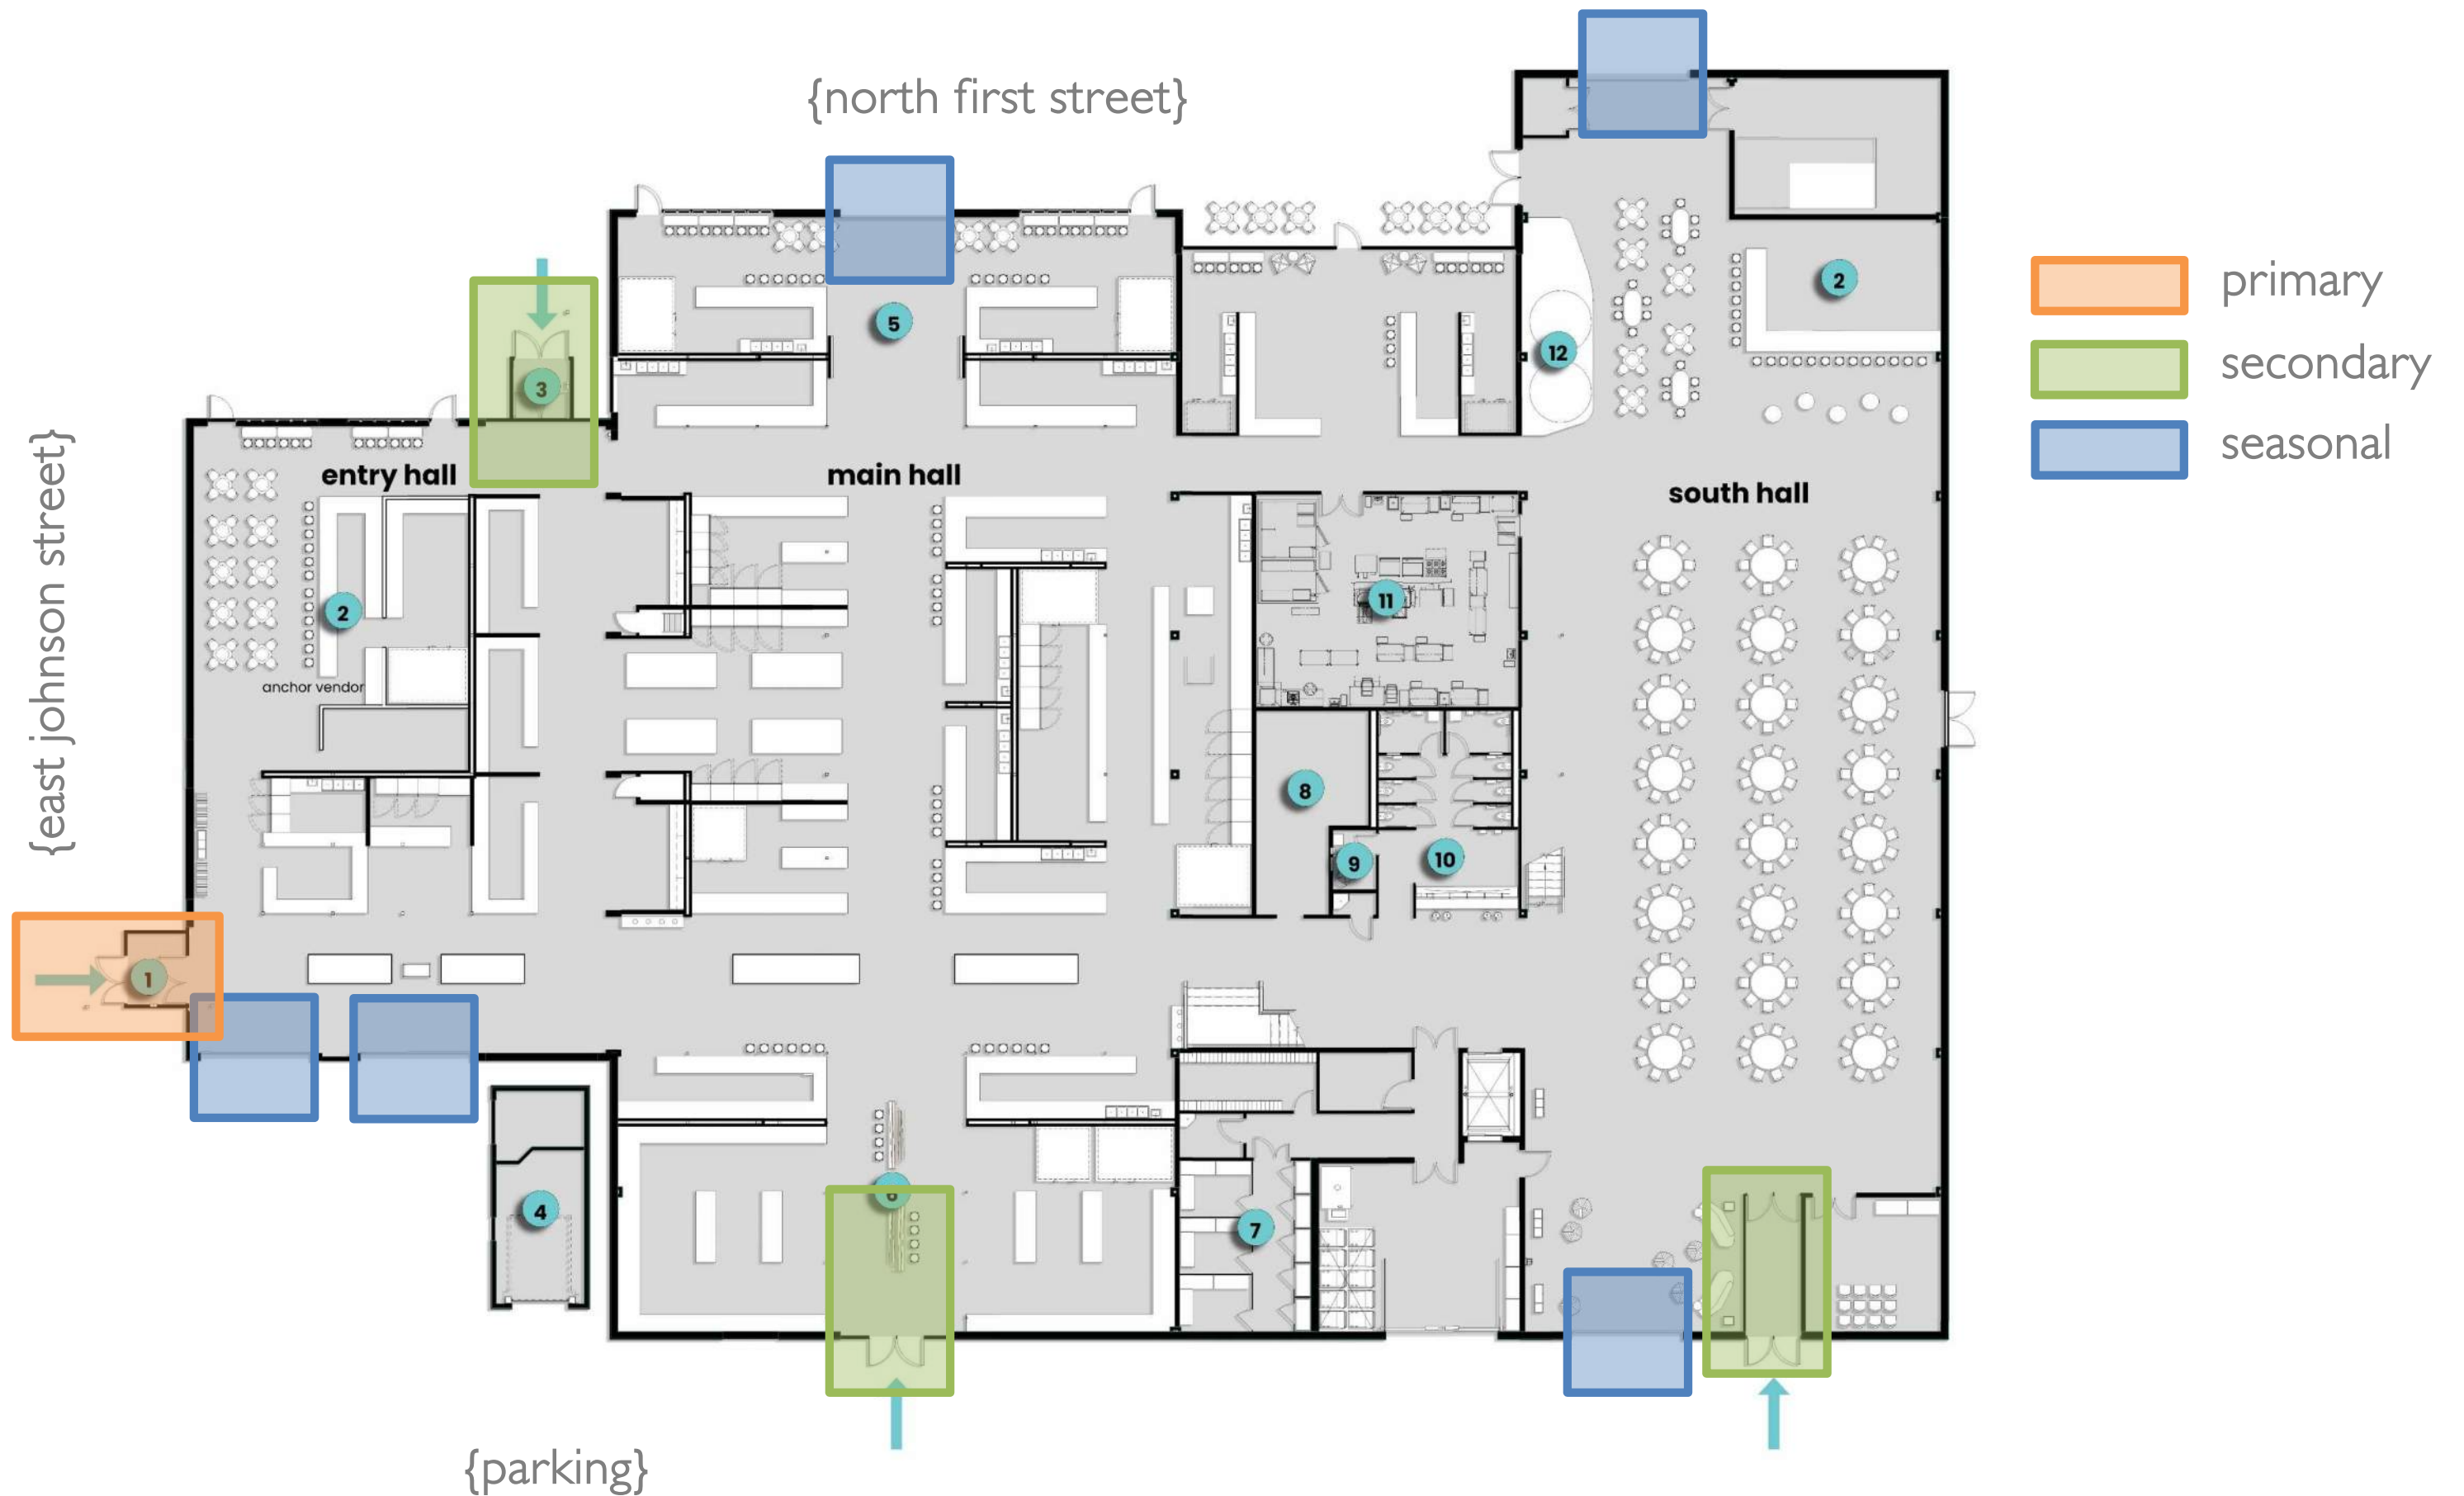 {north first street}
primary
secondary
seasonal
{east johnson street}
entry hall
main hall
south hall
anchor vendor
{parking}
1
2
2
3
4
5
6
7
8
9
10
11
12